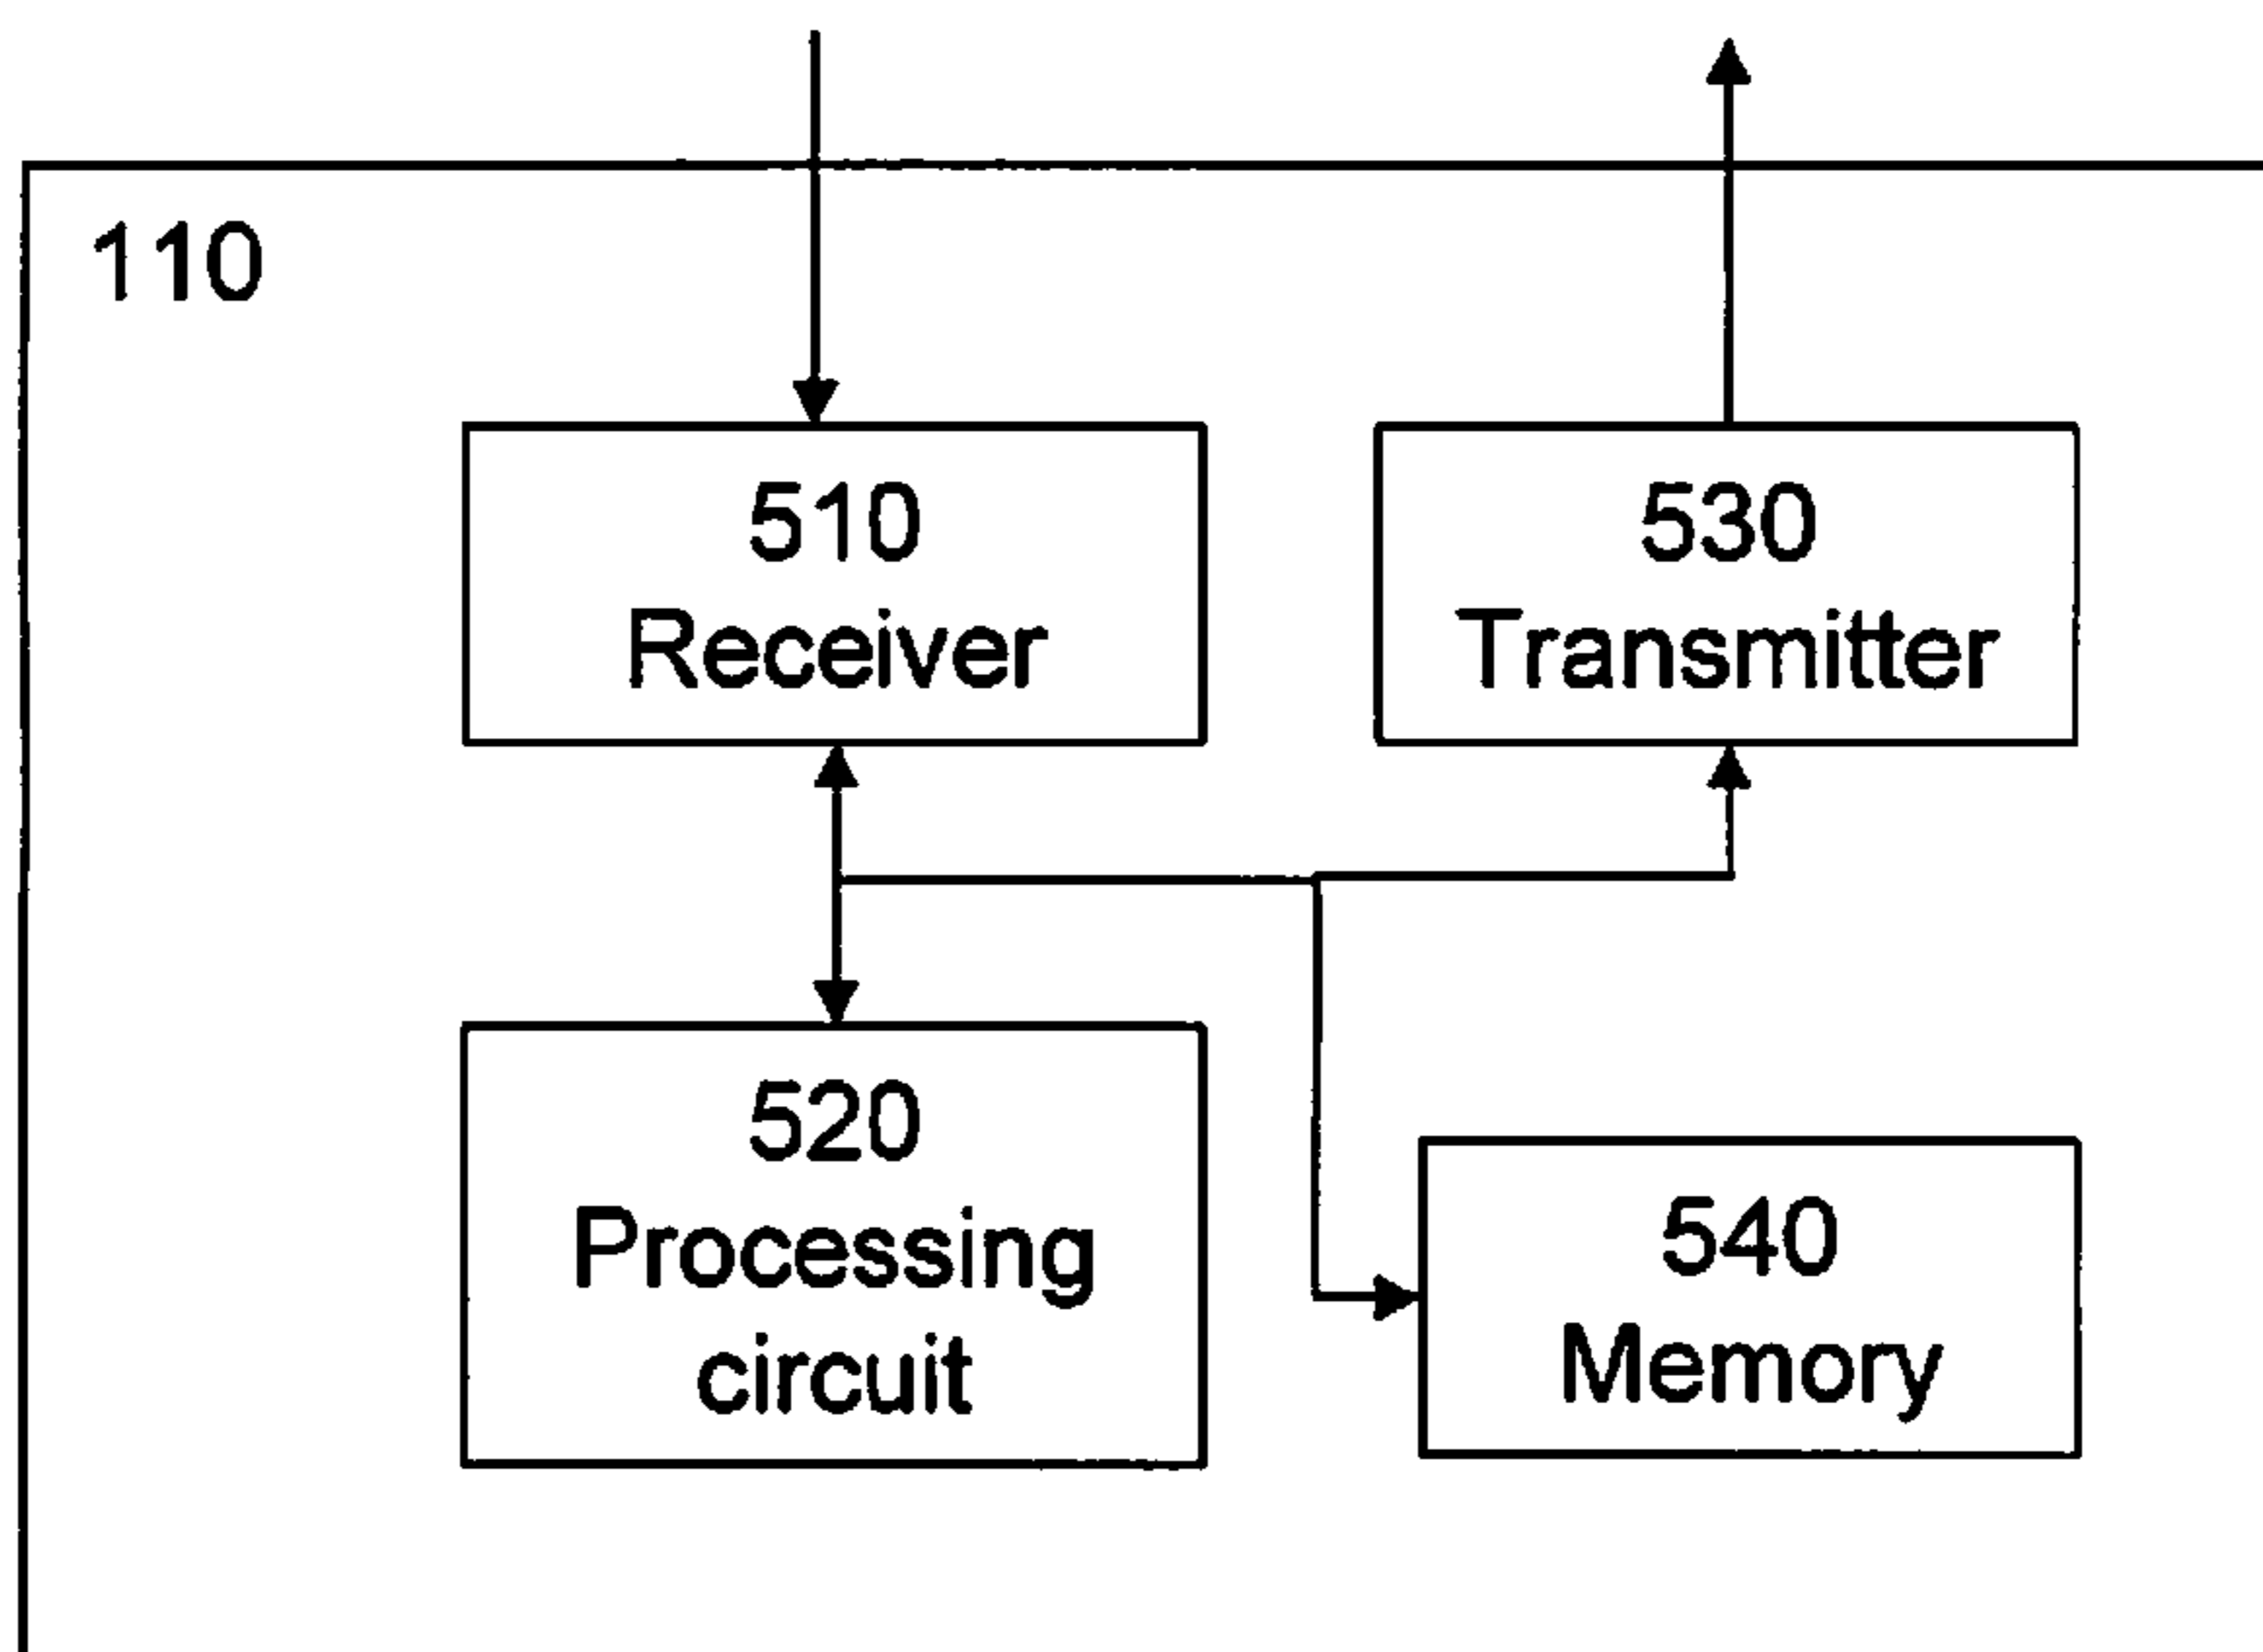 110
510
Receiver
530
Transmitter
520
Processing
circuit
540
Memory